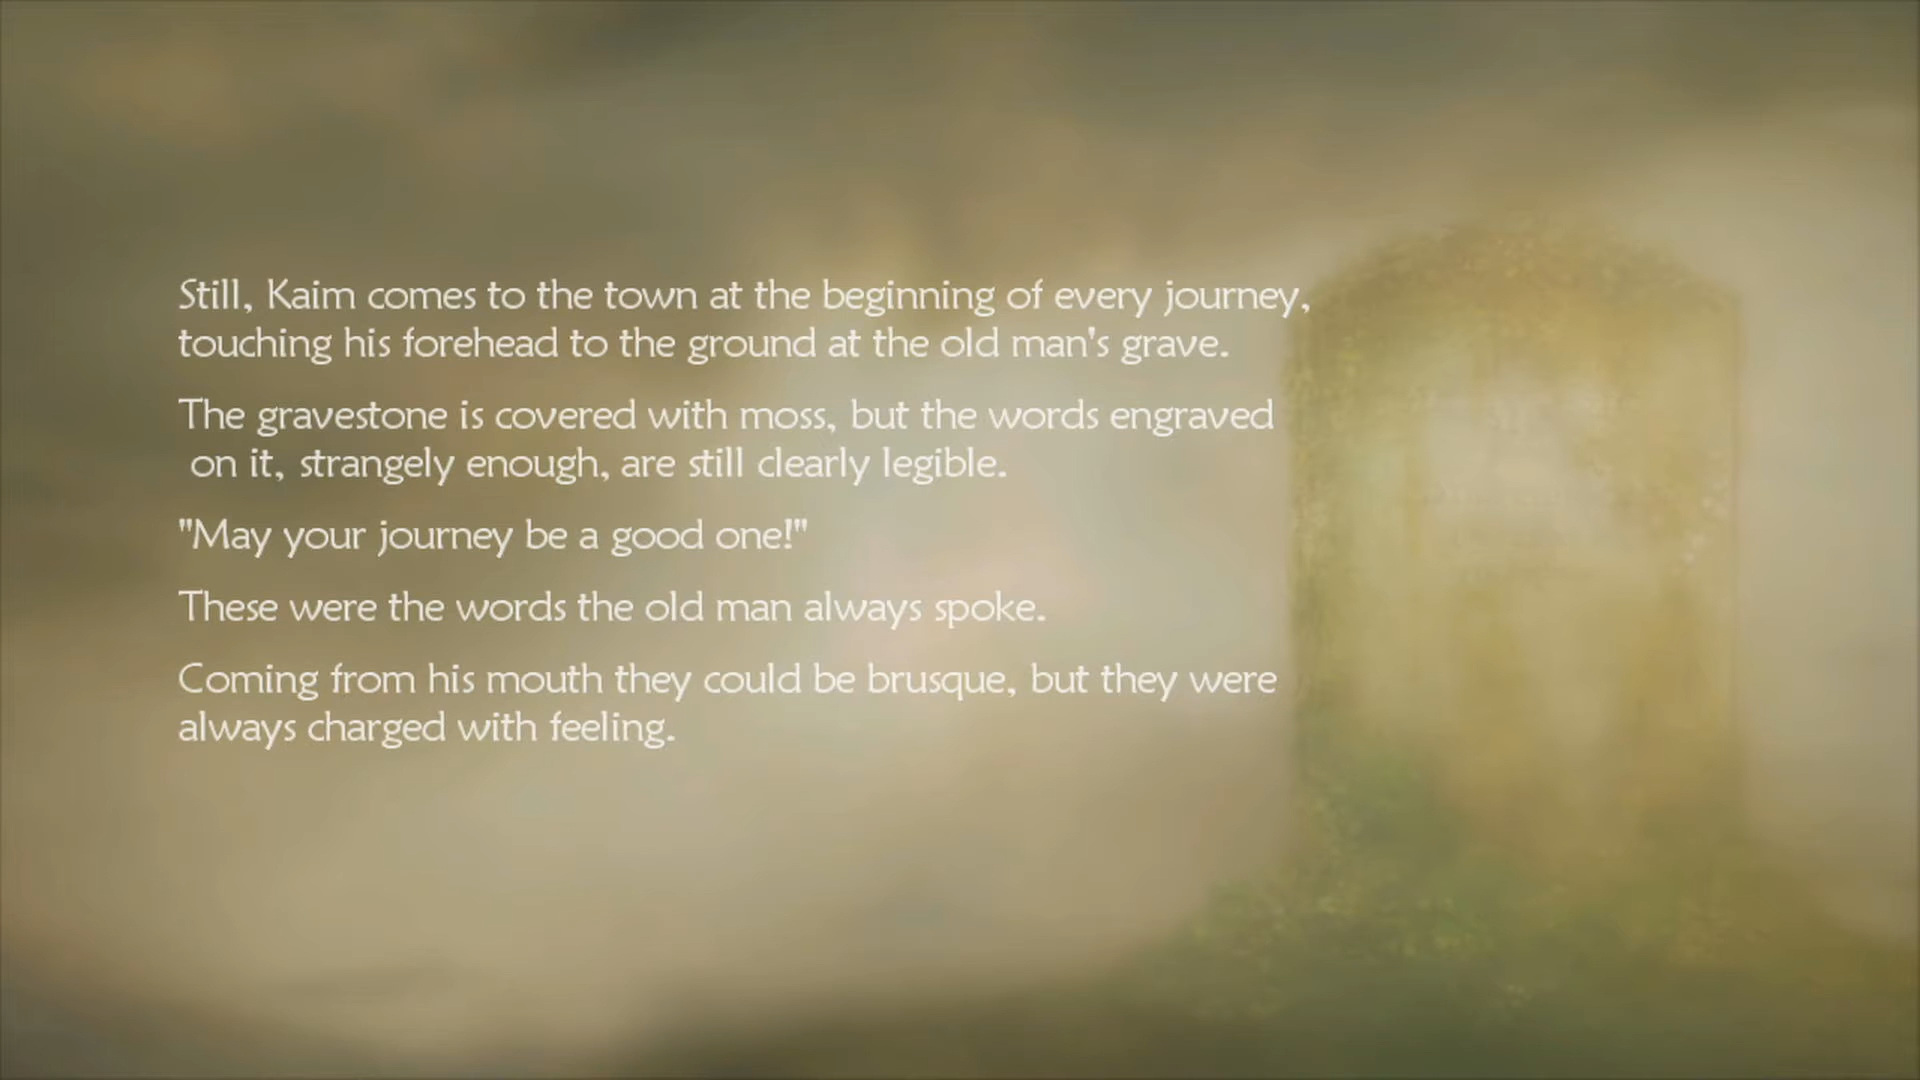 Still, Kaim comes to the town at the beginning of every journey,
touching his forehead to the ground at the old man's grave.
The gravestone is covered with moss, but the words engraved
on it, strangely enough, are still clearly legible.
"May your journey be a good one!"
These were the words the old man always spoke.
Coming from his mouth they could be brusque, but they were
always charged with feeling.